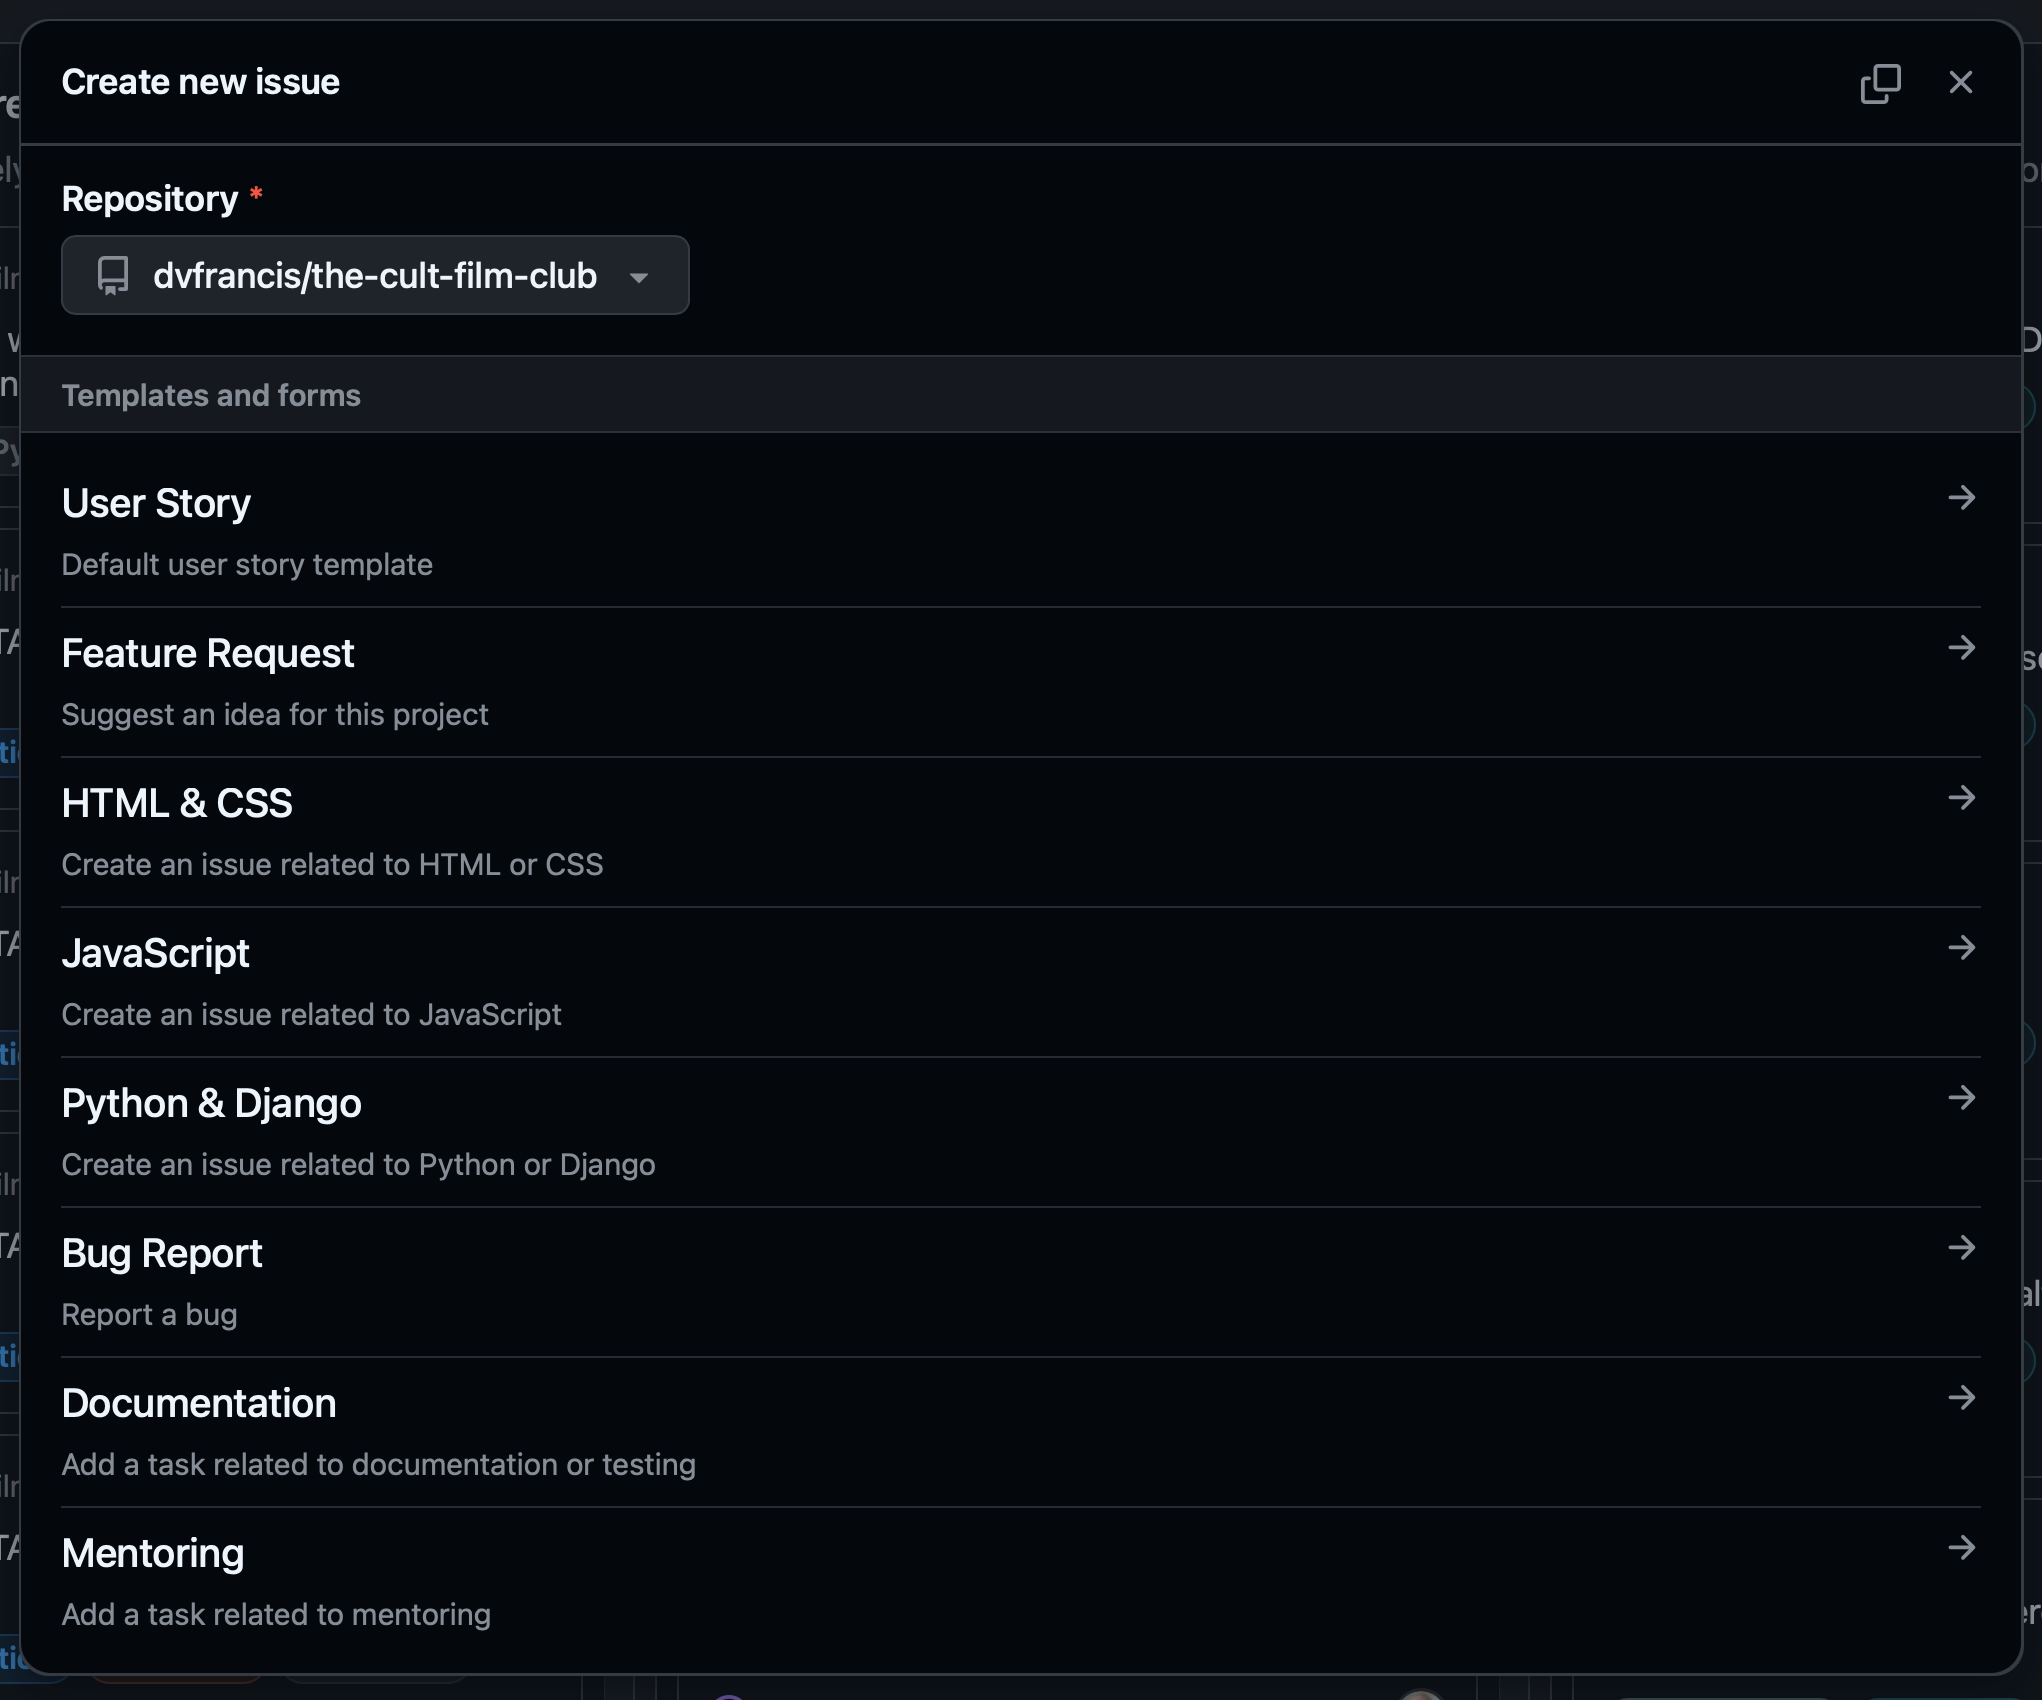 Create new issue
Repository *
dvfrancis/the-cult-film-club
Templates and forms
User Story
Default user story template
Feature Request
Suggest an idea for this project
HTML & CSS
Create an issue related to HTML or CSS
JavaScript
Create an issue related to JavaScript
Python & Django
Create an issue related to Python or Django
Bug Report
Report a bug
Documentation
Add a task related to documentation or testing
Mentoring
Add a task related to mentoring